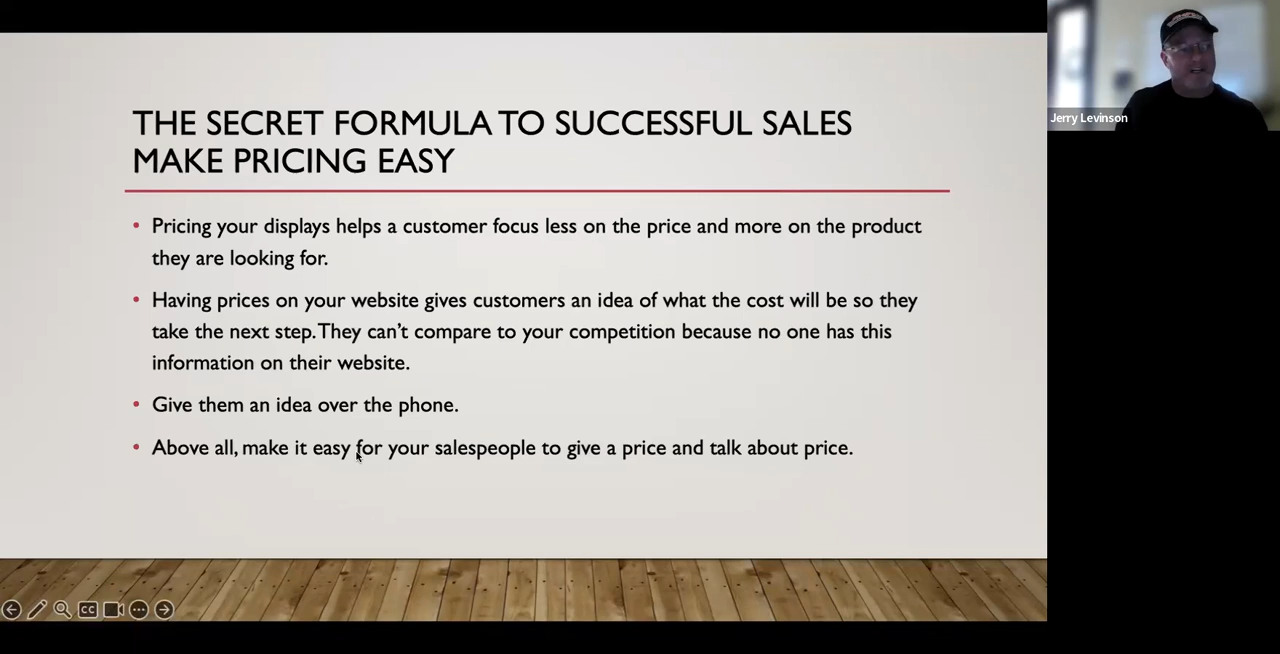 THE SECRET FORMULA TO SUCCESSFUL SALES
MAKE PRICING EASY
• Pricing your displays helps a customer focus less on the price and more on the product
they are looking for.
• Having prices on your website gives customers an idea of what the cost will be so they
take the next step. They can’t compare to your competition because no one has this
information on their website.
• Give them an idea over the phone.
• Above all, make it easy for your salespeople to give a price and talk about price.
Jerry Levinson
CC